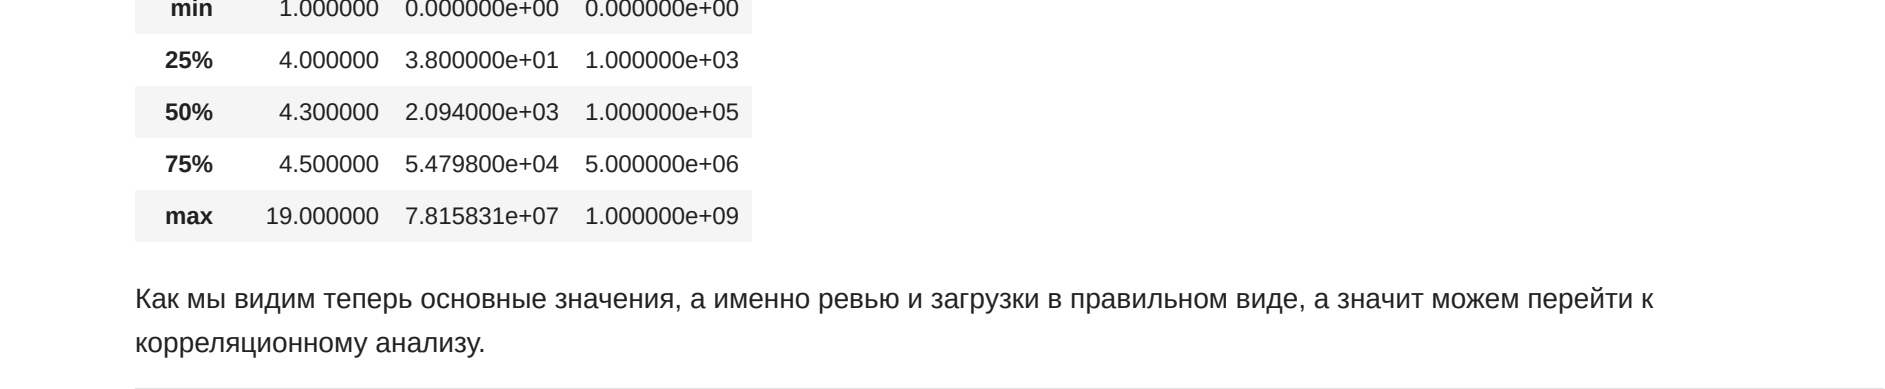 min 1.000000 0.000000e+00 0.000000e+00
25% 4.000000 3.800000e+01 1.000000e+03
50% 4.300000 2.094000e+03 1.000000e+05
75% 4.500000 5.479800e+04 5.000000e+06
max 19.000000 7.815831e+07 1.000000e+09
Как мы видим теперь основные значения, а именно ревью и загрузки в правильном виде, а значит можем перейти к
корреляционному анализу.